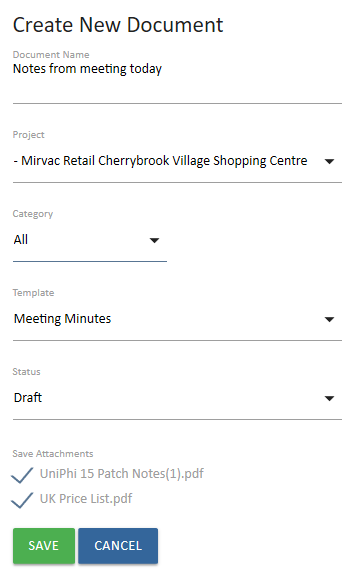 Create New Document
Document Name
Notes from meeting today
Project
- Mirvac Retail Cherrybrook Village Shopping Centre
Category
All
Template
Meeting Minutes
Status
Draft
Save Attachments
UniPhi 15 Patch Notes(1).pdf
UK Price List.pdf
SAVE CANCEL